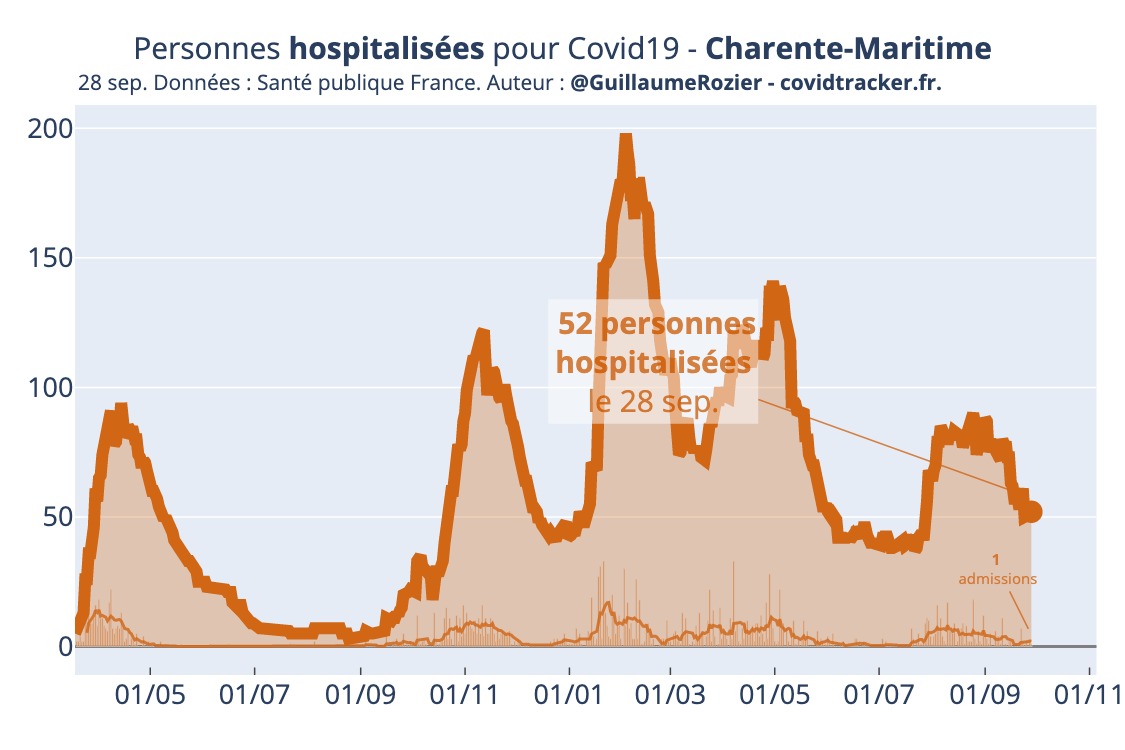 Personnes hospitalisées pour Covid19 - Charente-Maritime
28 sep. Données : Santé publique France. Auteur : @GuillaumeRozier - covidtracker.fr.
200
150
100
50
0
52 personnes
hospitalisées
le 28 sep.
1
admissions
01/05 01/07 01/09 01/11 01/01 01/03 01/05 01/07 01/09 01/11